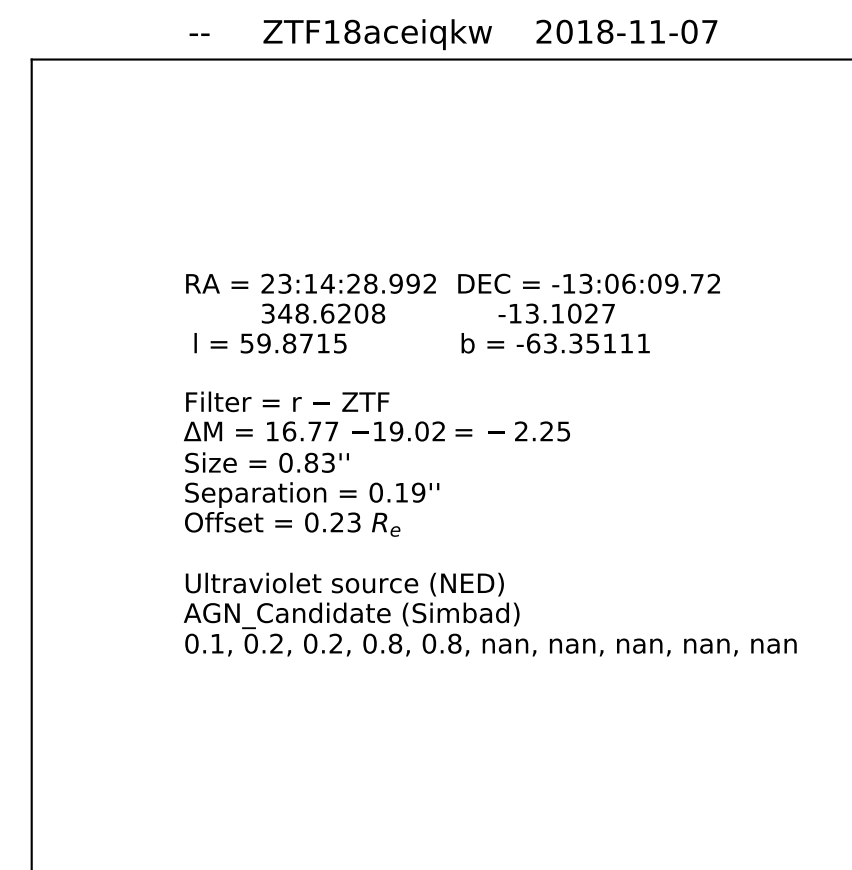 -- ZTF18aceiqkw 2018-11-07
RA = 23:14:28.992 DEC = -13:06:09.72
348.6208 -13.1027
l = 59.8715 b = -63.35111
Filter = r − ZTF
ΔM = 16.77 −19.02 = − 2.25
Size = 0.83''
Separation = 0.19''
Offset = 0.23 Rₑ
Ultraviolet source (NED)
AGN_Candidate (Simbad)
0.1, 0.2, 0.2, 0.8, 0.8, nan, nan, nan, nan, nan